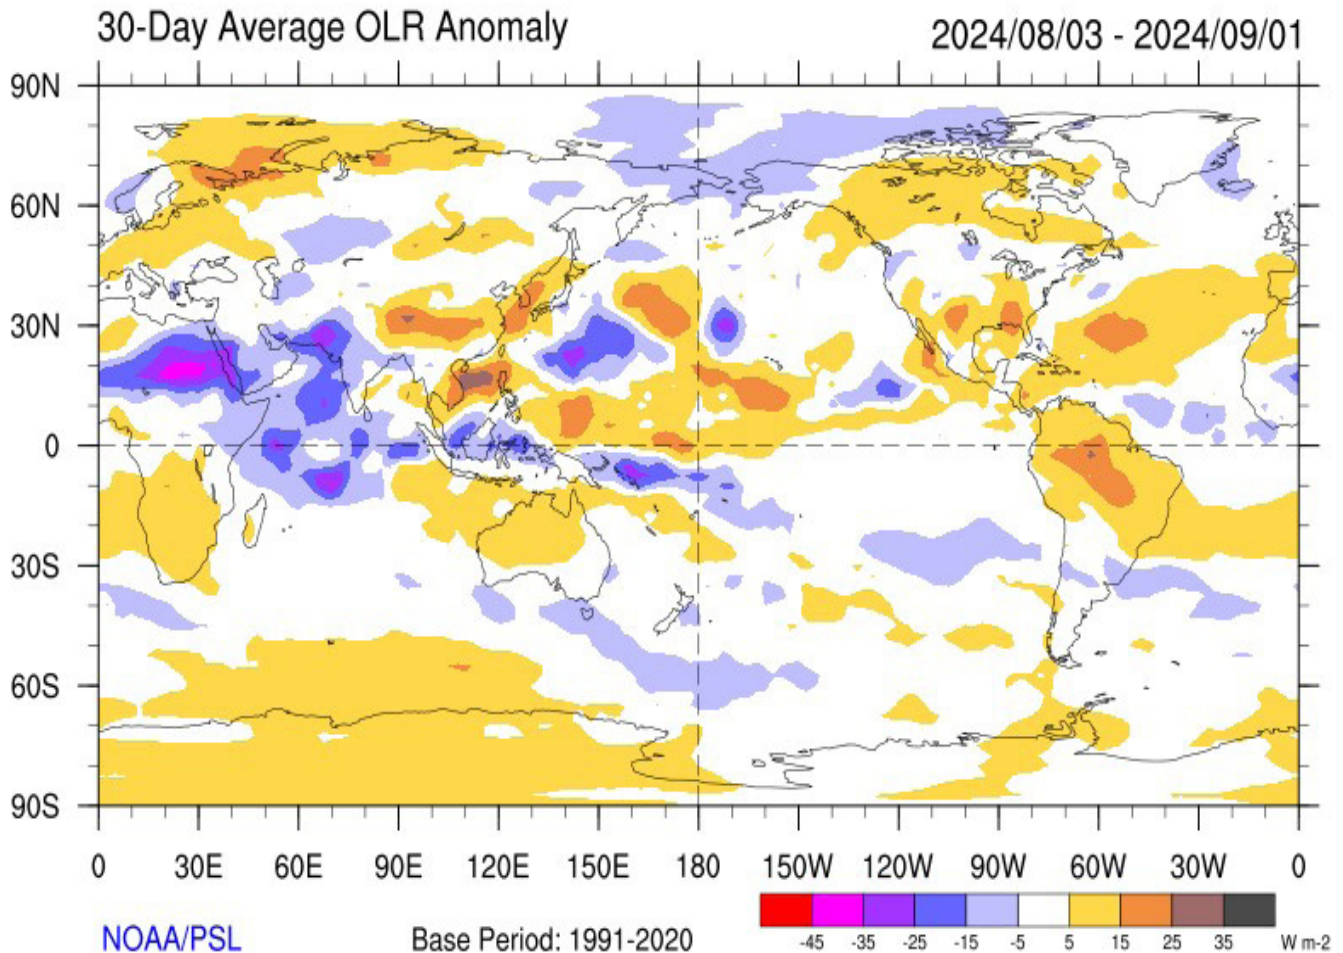 30-Day Average OLR Anomaly
2024/08/03 - 2024/09/01
90N
60N
30N
0
30S
60S
90S
0 30E 60E 90E 120E 150E 180 150W 120W 90W 60W 30W 0
-45 -35 -25 -15 -5 5 15 25 35 W m-2
NOAA/PSL
Base Period: 1991-2020